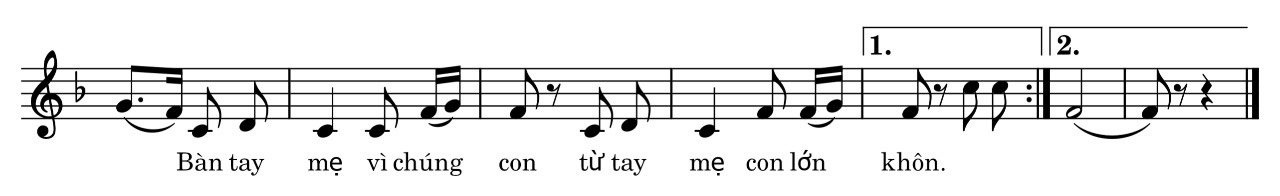 1. 2.
Bàn tay mẹ vì chúng con từ tay mẹ con lớn khôn.